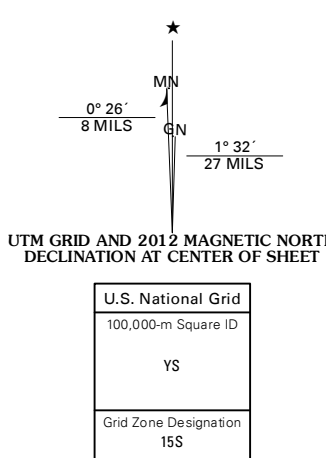 ★
MN
0° 26´
8 MILS
GN
1° 32´
27 MILS
UTM GRID AND 2012 MAGNETIC NORT
DECLINATION AT CENTER OF SHEET
U.S. National Grid
100,000-m Square ID
YS
Grid Zone Designation
15S